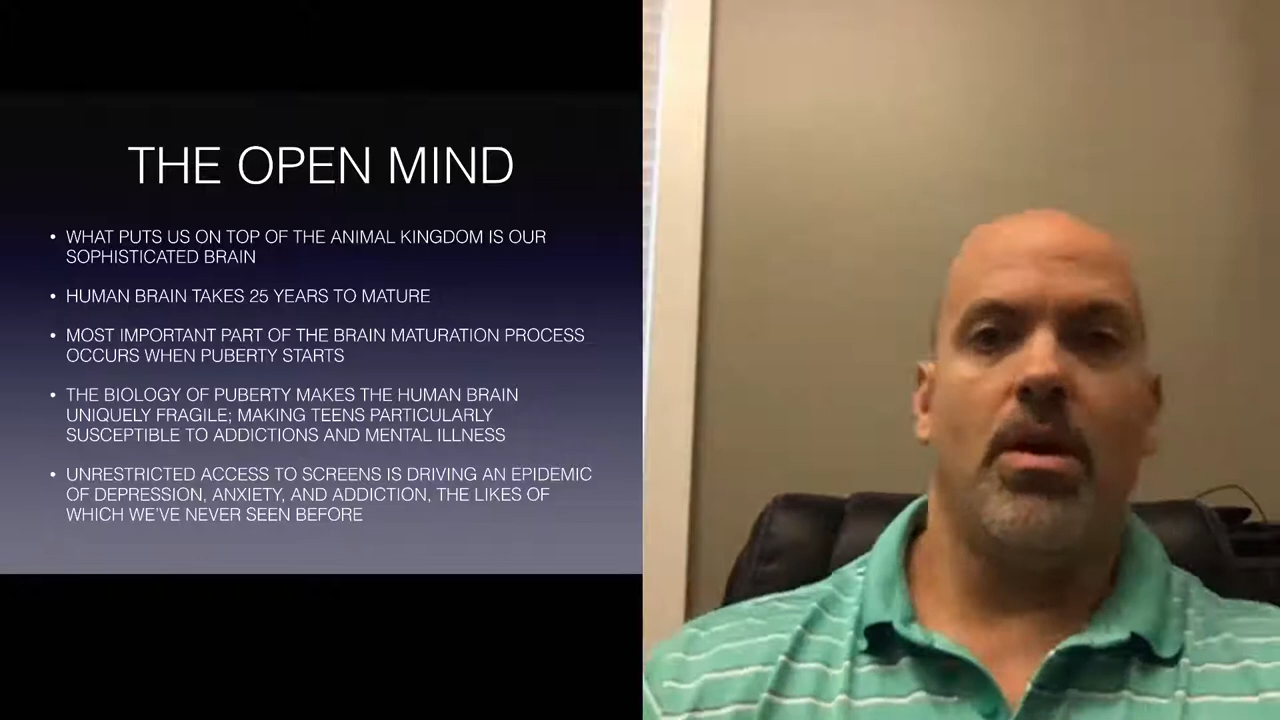 THE OPEN MIND
• WHAT PUTS US ON TOP OF THE ANIMAL KINGDOM IS OUR
SOPHISTICATED BRAIN
• HUMAN BRAIN TAKES 25 YEARS TO MATURE
• MOST IMPORTANT PART OF THE BRAIN MATURATION PROCESS
OCCURS WHEN PUBERTY STARTS
• THE BIOLOGY OF PUBERTY MAKES THE HUMAN BRAIN
UNIQUELY FRAGILE; MAKING TEENS PARTICULARLY
SUSCEPTIBLE TO ADDICTIONS AND MENTAL ILLNESS
• UNRESTRICTED ACCESS TO SCREENS IS DRIVING AN EPIDEMIC
OF DEPRESSION, ANXIETY, AND ADDICTION, THE LIKES OF
WHICH WE'VE NEVER SEEN BEFORE